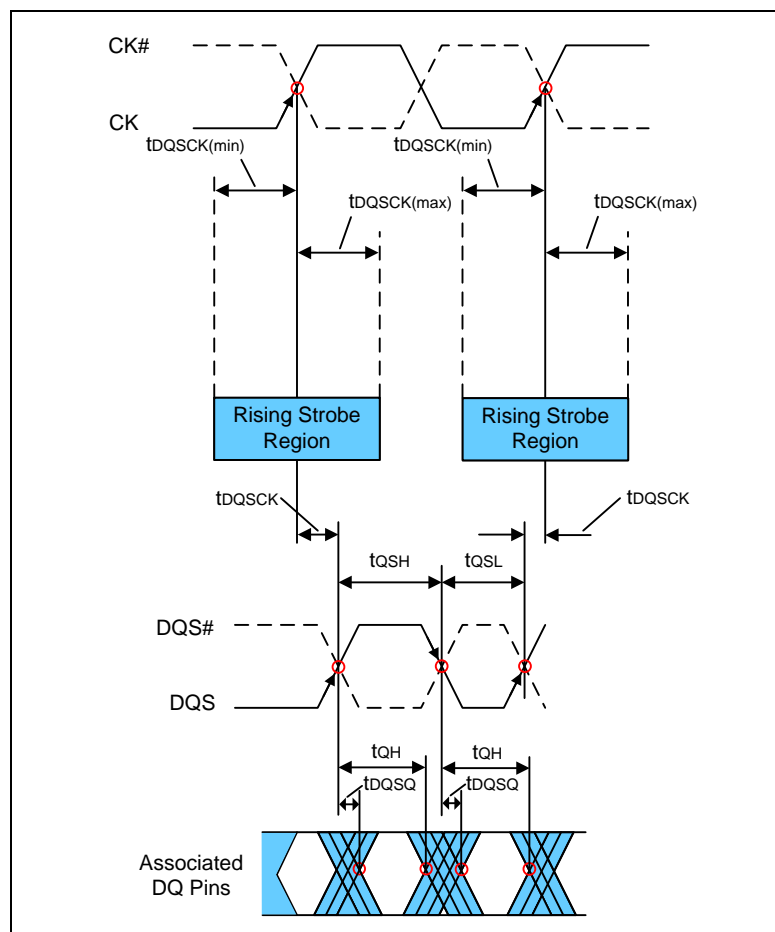 CK#
CK
tDQSCK(min)
tDQSCK(min)
tDQSCK(max)
tDQSCK(max)
Rising Strobe
Region
Rising Strobe
Region
tDQSCK
tDQSCK
tQSH
tQSL
DQS#
DQS
tQH
tQH
tDQSQ
tDQSQ
Associated
DQ Pins